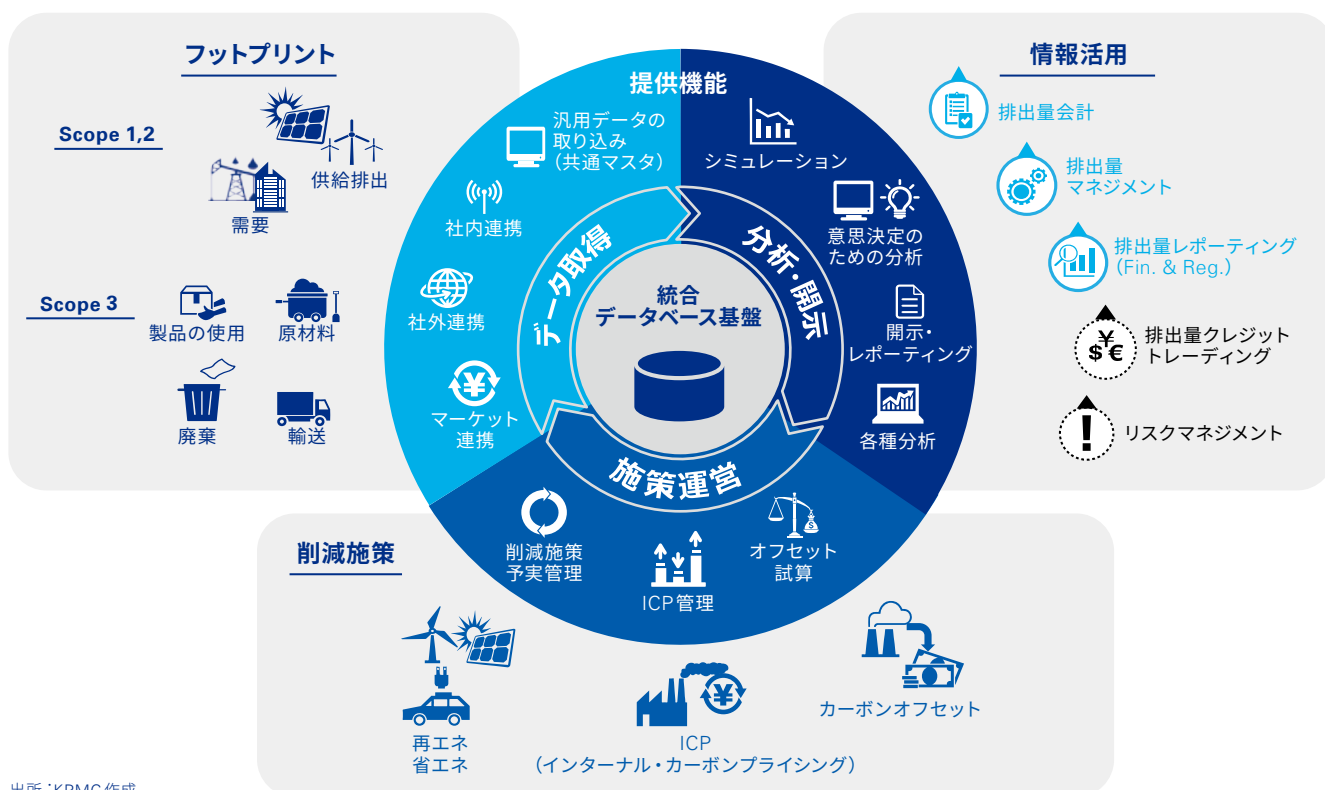 フットプリント
Scope 1,2
供給排出
需要
Scope 3
製品の使用
原材料
廃棄
輸送
提供機能
汎用データの
取り込み
（共通マスタ）
社内連携
社外連携
マーケット
連携
データ取得
シミュレーション
意思決定の
ための分析
開示・
レポーティング
各種分析
分析・開示
統合
データベース基盤
施策運営
削減施策
予実管理
ICP管理
オフセット
試算
情報活用
排出量会計
排出量
マネジメント
排出量レポーティング
（Fin. & Reg.）
¥
$€
排出量クレジット
トレーディング
!
リスクマネジメント
削減施策
再エネ
省エネ
ICP
（インターナル・カーボンプライシング）
カーボンオフセット
出所：KPMG作成